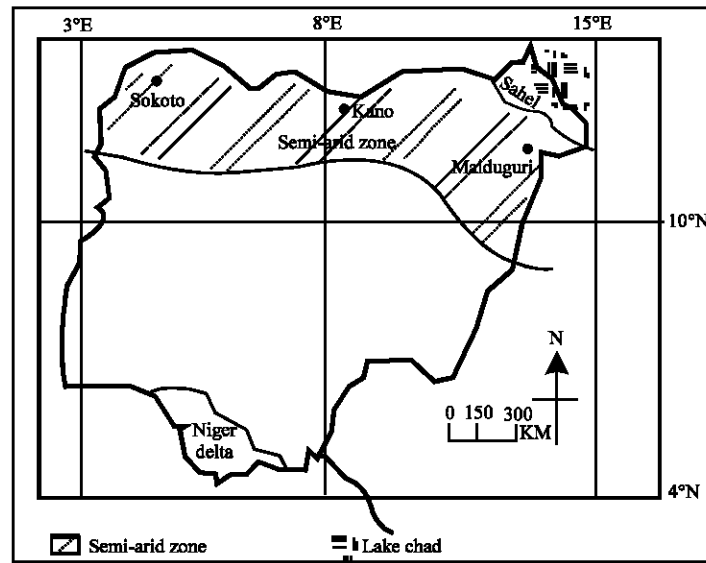 3°E 8°E 15°E
Sahel
Sokoto
Kano
Semi-arid zone
Maiduguri
10°N
N
0 150 300
KM
Niger
delta
4°N
Semi-arid zone Lake chad